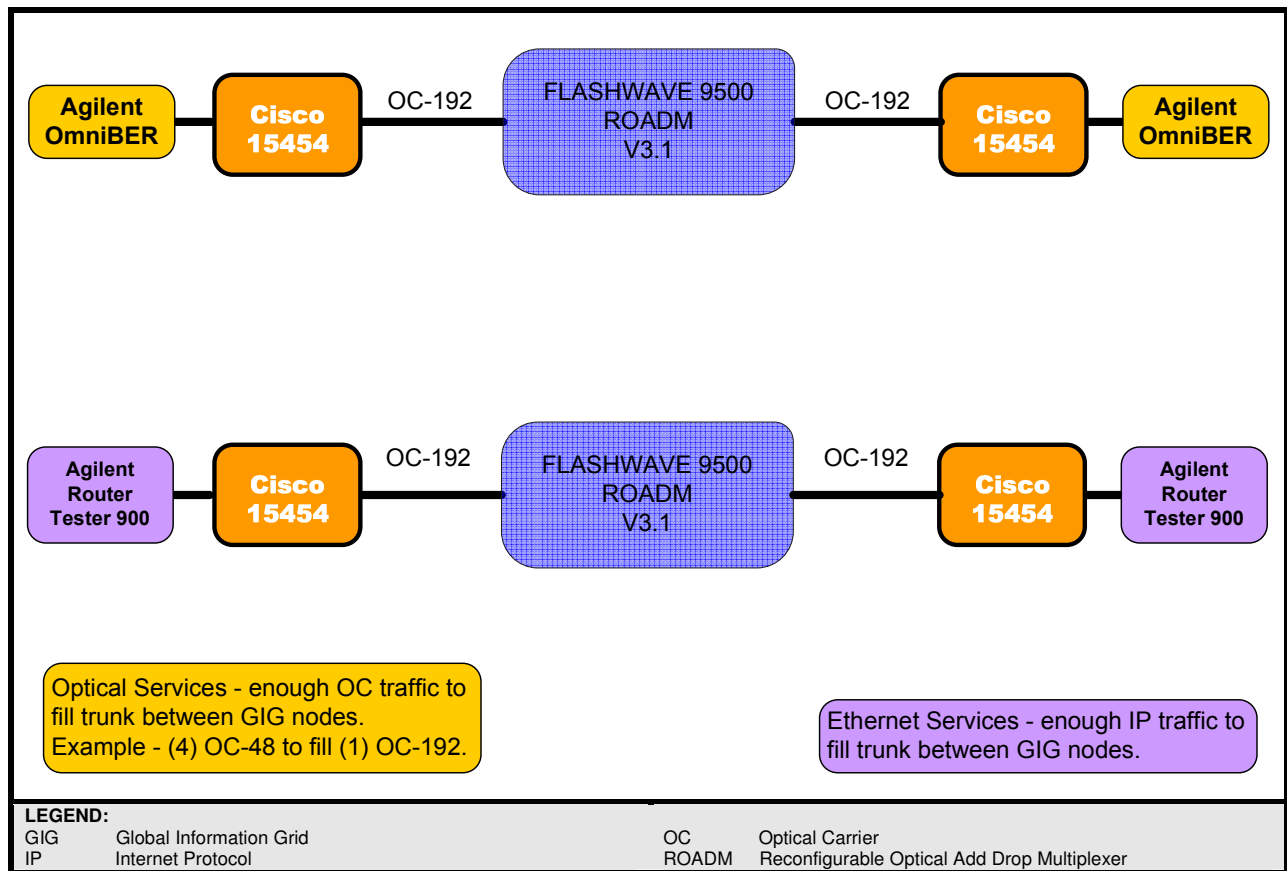 Agilent
OmniBER
Cisco
15454
OC-192
FLASHWAVE 9500
ROADM
V3.1
OC-192
Cisco
15454
Agilent
OmniBER
Agilent
Router
Tester 900
Cisco
15454
OC-192
FLASHWAVE 9500
ROADM
V3.1
OC-192
Cisco
15454
Agilent
Router
Tester 900
Optical Services - enough OC traffic to
fill trunk between GIG nodes.
Example - (4) OC-48 to fill (1) OC-192.
Ethernet Services - enough IP traffic to
fill trunk between GIG nodes.
LEGEND:
GIG Global Information Grid
IP Internet Protocol
OC Optical Carrier
ROADM Reconfigurable Optical Add Drop Multiplexer